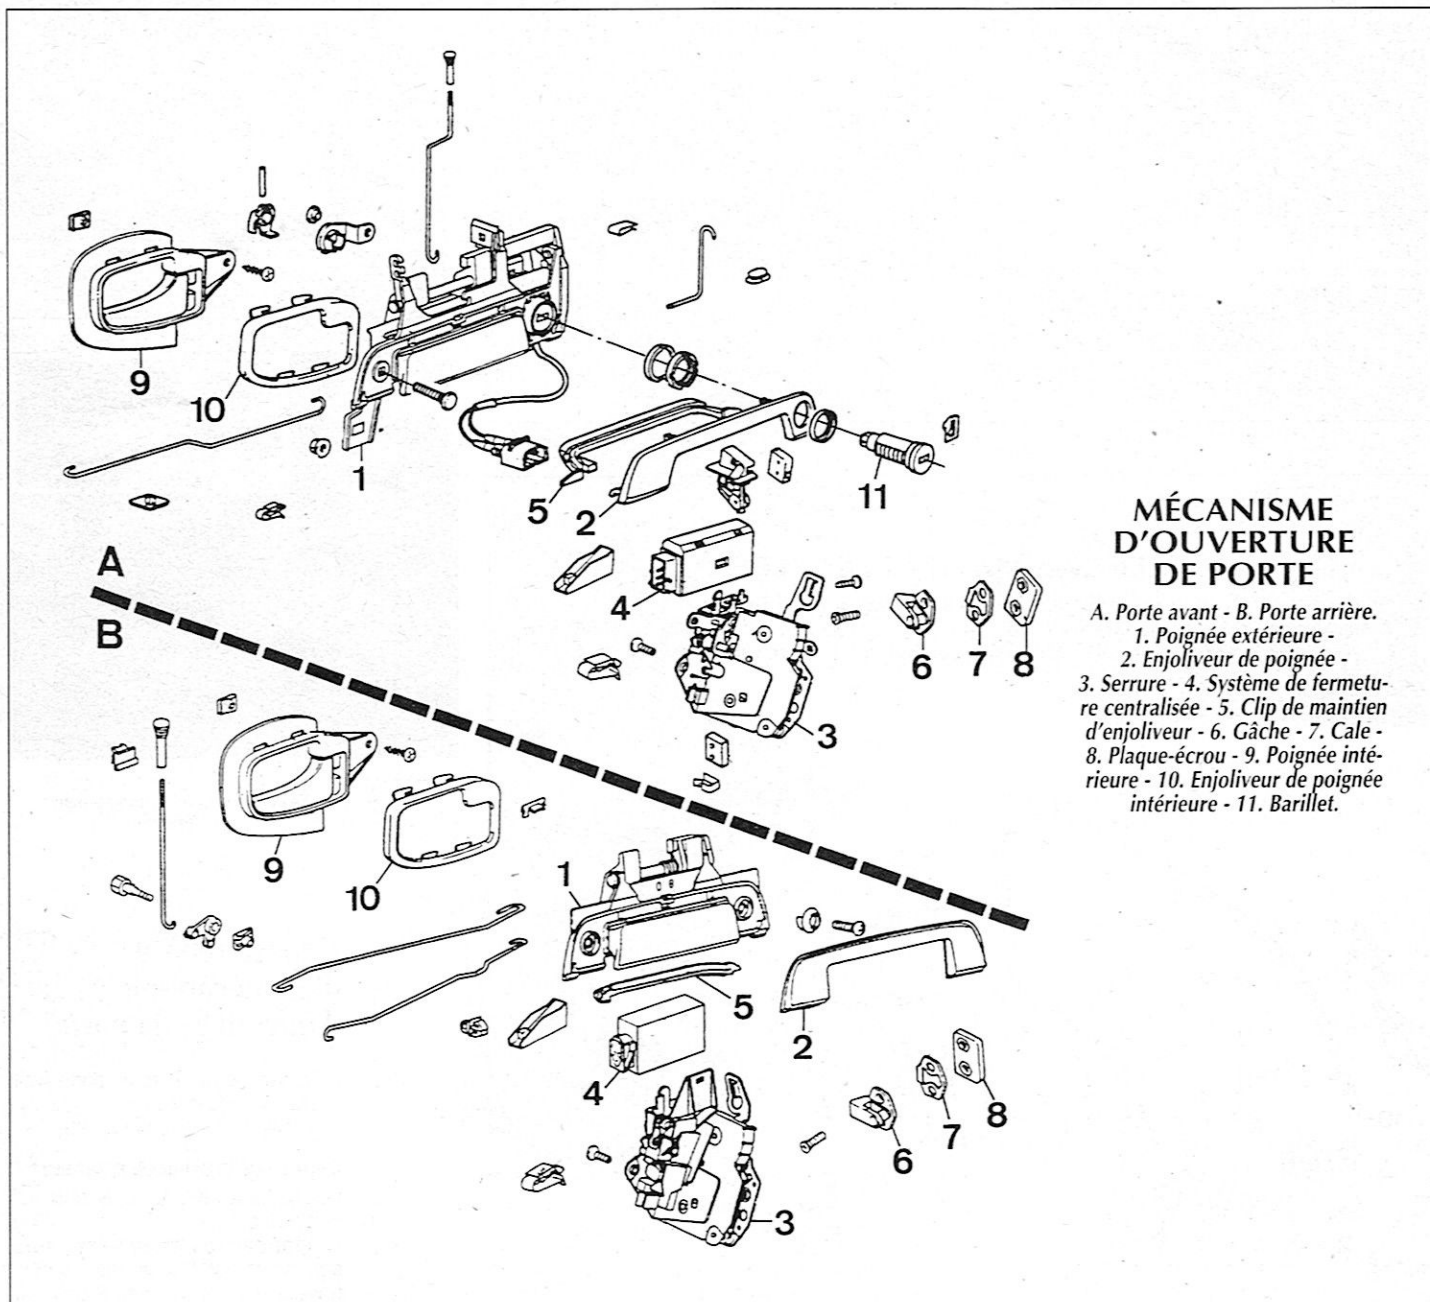 9
10
1
5
2
11
A
B
4
6
7
8
3
MÉCANISME
D'OUVERTURE
DE PORTE
A. Porte avant - B. Porte arrière.
1. Poignée extérieure -
2. Enjoliveur de poignée -
3. Serrure - 4. Système de fermetu-
re centralisée - 5. Clip de maintien
d'enjoliveur - 6. Gâche - 7. Cale -
8. Plaque-écrou - 9. Poignée inté-
rieure - 10. Enjoliveur de poignée
intérieure - 11. Barillet.
9
10
1
5
2
4
6
7
8
3